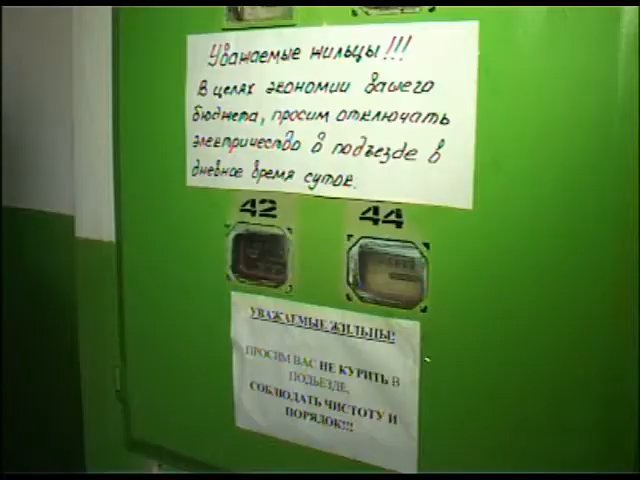 Уважаемые жильцы!!!
В целях экономии вашего
бюджета, просим отключать
электричество в подъезде в
дневное время суток.
42 44
УВАЖАЕМЫЕ ЖИЛЬЦЫ!
ПРОСИМ ВАС НЕ КУРИТЬ В
ПОДЪЕЗДЕ,
СОБЛЮДАТЬ ЧИСТОТУ И
ПОРЯДОК!!!